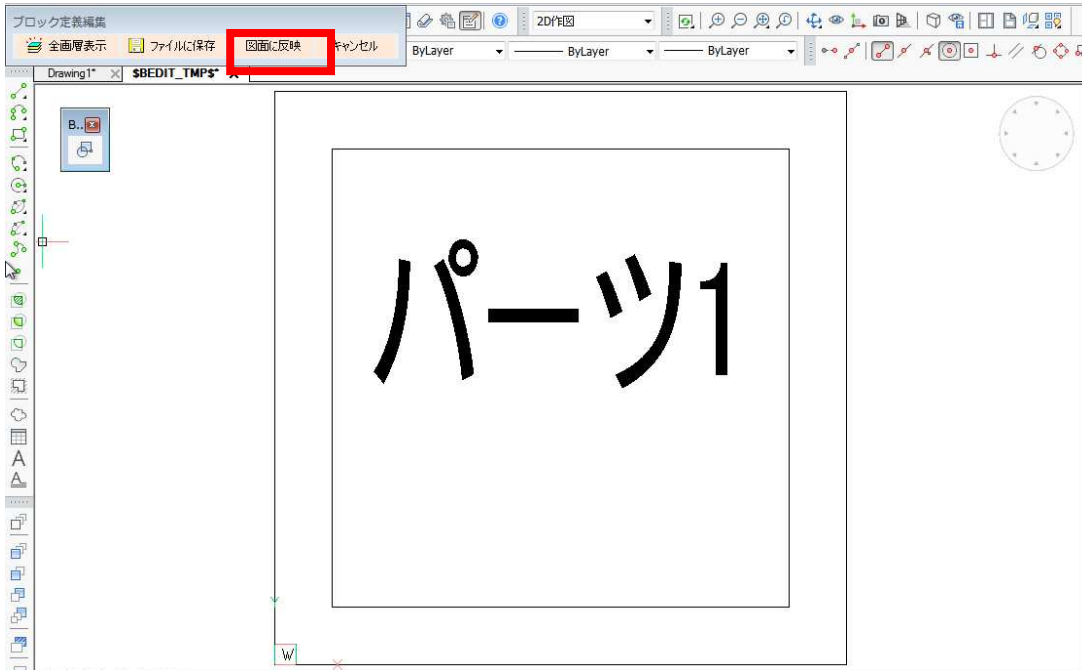 ブロック定義編集
全画層表示 ファイルに保存 図面に反映 キャンセル
2D作図
ByLayer ByLayer ByLayer
Drawing1* $BEDIT_TMP$*
B..
パーツ1
W